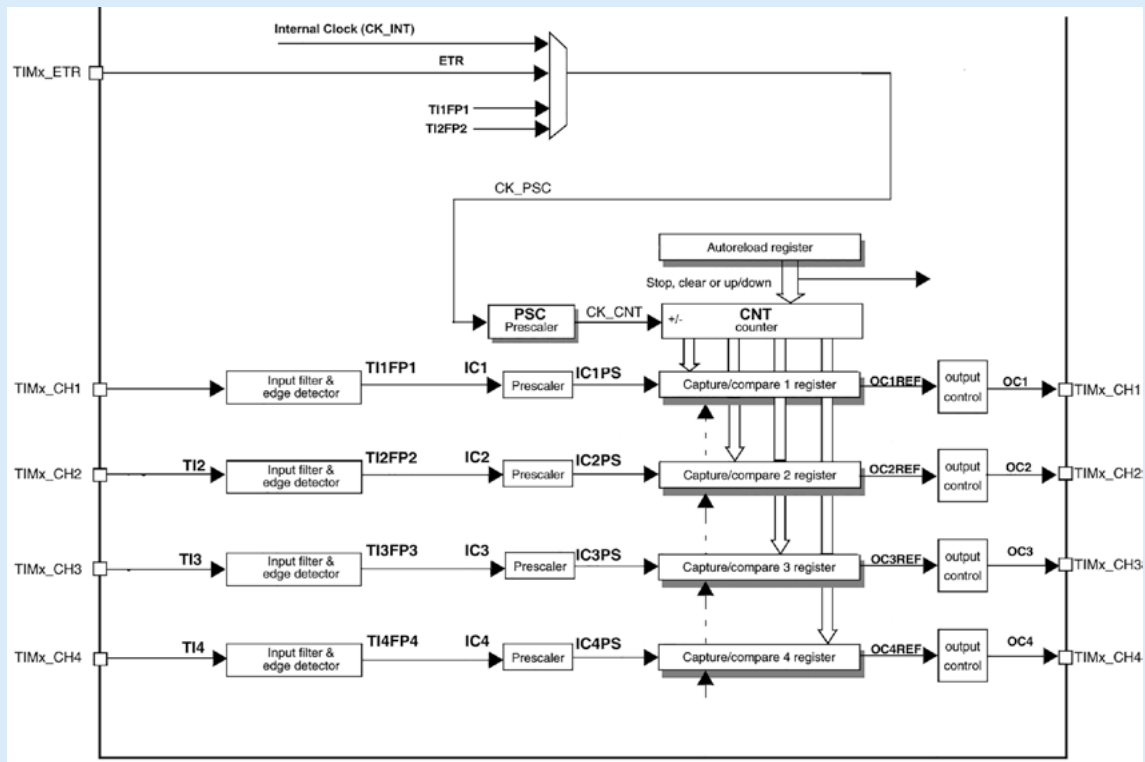 Internal Clock (CK_INT)
TIMx_ETR
ETR
TI1FP1
TI2FP2
CK_PSC
Autoreload register
Stop, clear or up/down
PSC
Prescaler
CK_CNT
+/-
CNT
counter
TIMx_CH1
Input filter &
edge detector
TI1FP1
IC1
Prescaler
IC1PS
Capture/compare 1 register
OC1REF
output
control
OC1
TIMx_CH1
TIMx_CH2
TI2
Input filter &
edge detector
TI2FP2
IC2
Prescaler
IC2PS
Capture/compare 2 register
OC2REF
output
control
OC2
TIMx_CH2
TIMx_CH3
TI3
Input filter &
edge detector
TI3FP3
IC3
Prescaler
IC3PS
Capture/compare 3 register
OC3REF
output
control
OC3
TIMx_CH3
TIMx_CH4
TI4
Input filter &
edge detector
TI4FP4
IC4
Prescaler
IC4PS
Capture/compare 4 register
OC4REF
output
control
OC4
TIMx_CH4